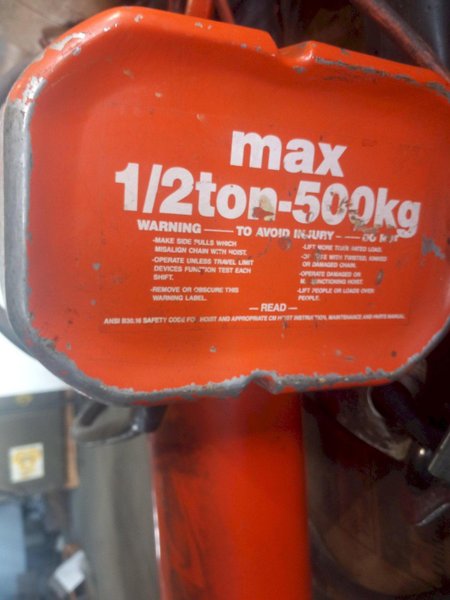 max
1/2ton-500kg
WARNING — TO AVOID INJURY — DO NOT
-MAKE SIDE PULLS WHICH
MISALIGN CHAIN WITH HOIST.
-OPERATE UNLESS TRAVEL LIMIT
DEVICES FUNCTION TEST EACH
SHIFT.
-REMOVE OR OBSCURE THIS
WARNING LABEL.
-LIFT MORE THAN RATED LOAD.
WITH TWISTED, KINKED
OR DAMAGED CHAIN.
-OPERATE DAMAGED OR
HOIST.
-LIFT PEOPLE OR LOADS OVER
PEOPLE.
— READ —
ANSI B30.16 SAFETY CODE FOR HOIST AND APPROPRIATE CM HOIST INSTRUCTION, MAINTENANCE AND PARTS MANUAL